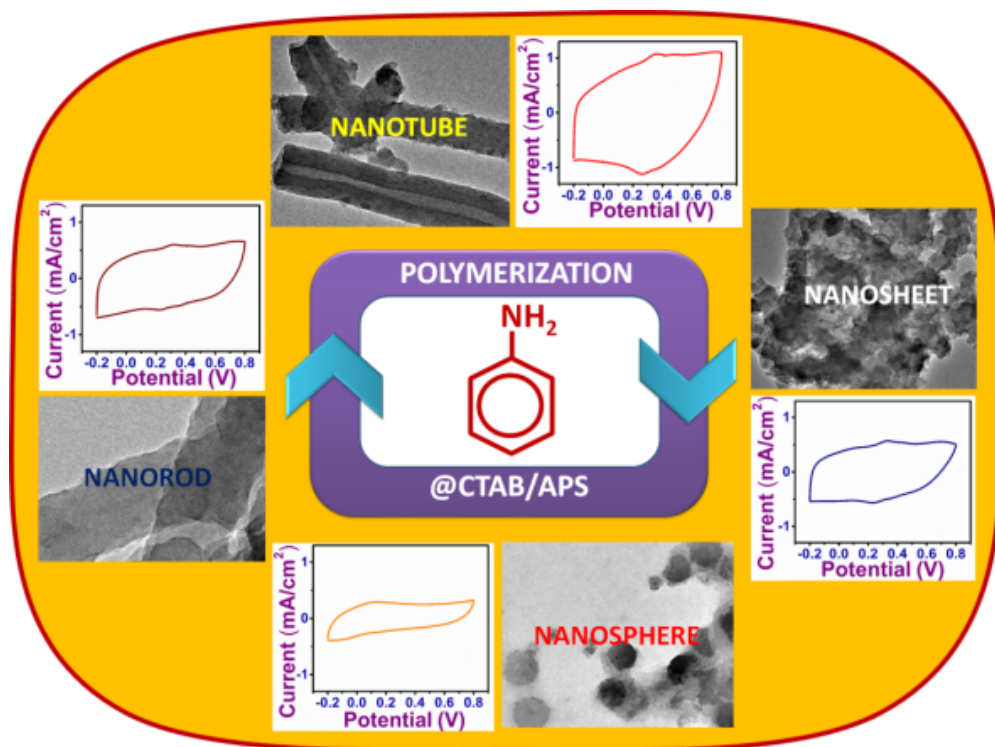 NANOTUBE
Current (mA/cm²)
1
0
-1
-0.2 0.0 0.2 0.4 0.6 0.8
Potential (V)
Current (mA/cm²)
1
0
-1
-0.2 0.0 0.2 0.4 0.6 0.8
Potential (V)
NANOSHEET
POLYMERIZATION
NH₂
@CTAB/APS
NANOROD
Current (mA/cm²)
1
0
-1
-0.2 0.0 0.2 0.4 0.6 0.8
Potential (V)
Current (mA/cm²)
1
0
-1
-0.2 0.0 0.2 0.4 0.6 0.8
Potential (V)
NANOSPHERE